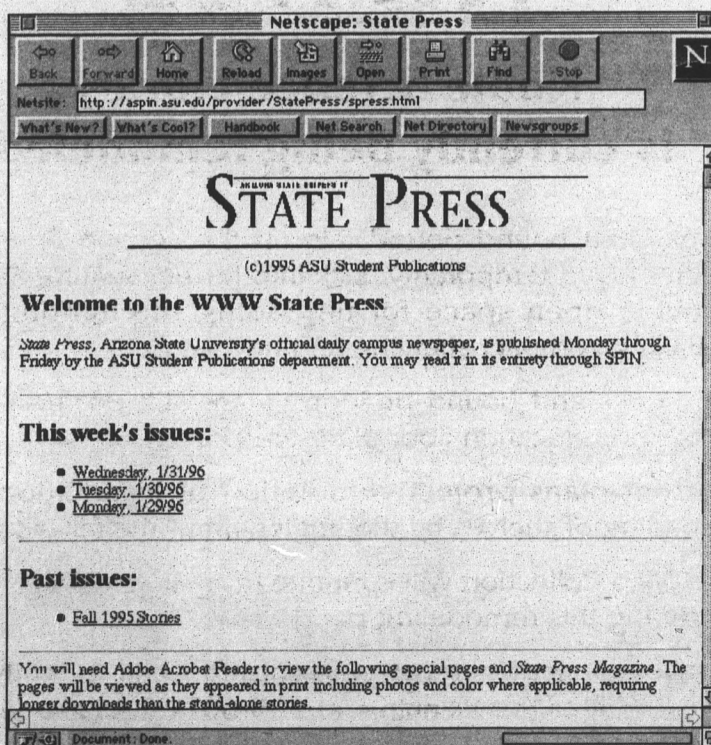 Netscape: State Press
Back Forward Home Reload Images Open Print Find Stop
N
Netsite: http://aspin.asu.edu/provider/StatePress/spress.html
What's New? What's Cool? Handbook Net Search Net Directory Newsgroups
ARIZONA STATE UNIVERSITY
STATE PRESS
(c)1995 ASU Student Publications
Welcome to the WWW State Press
State Press, Arizona State University's official daily campus newspaper, is published Monday through
Friday by the ASU Student Publications department. You may read it in its entirety through SPIN.
This week's issues:
Wednesday, 1/31/96
Tuesday, 1/30/96
Monday, 1/29/96
Past issues:
Fall 1995 Stories
You will need Adobe Acrobat Reader to view the following special pages and State Press Magazine. The
pages will be viewed as they appeared in print including photos and color where applicable, requiring
longer downloads than the stand-alone stories.
Document: Done.